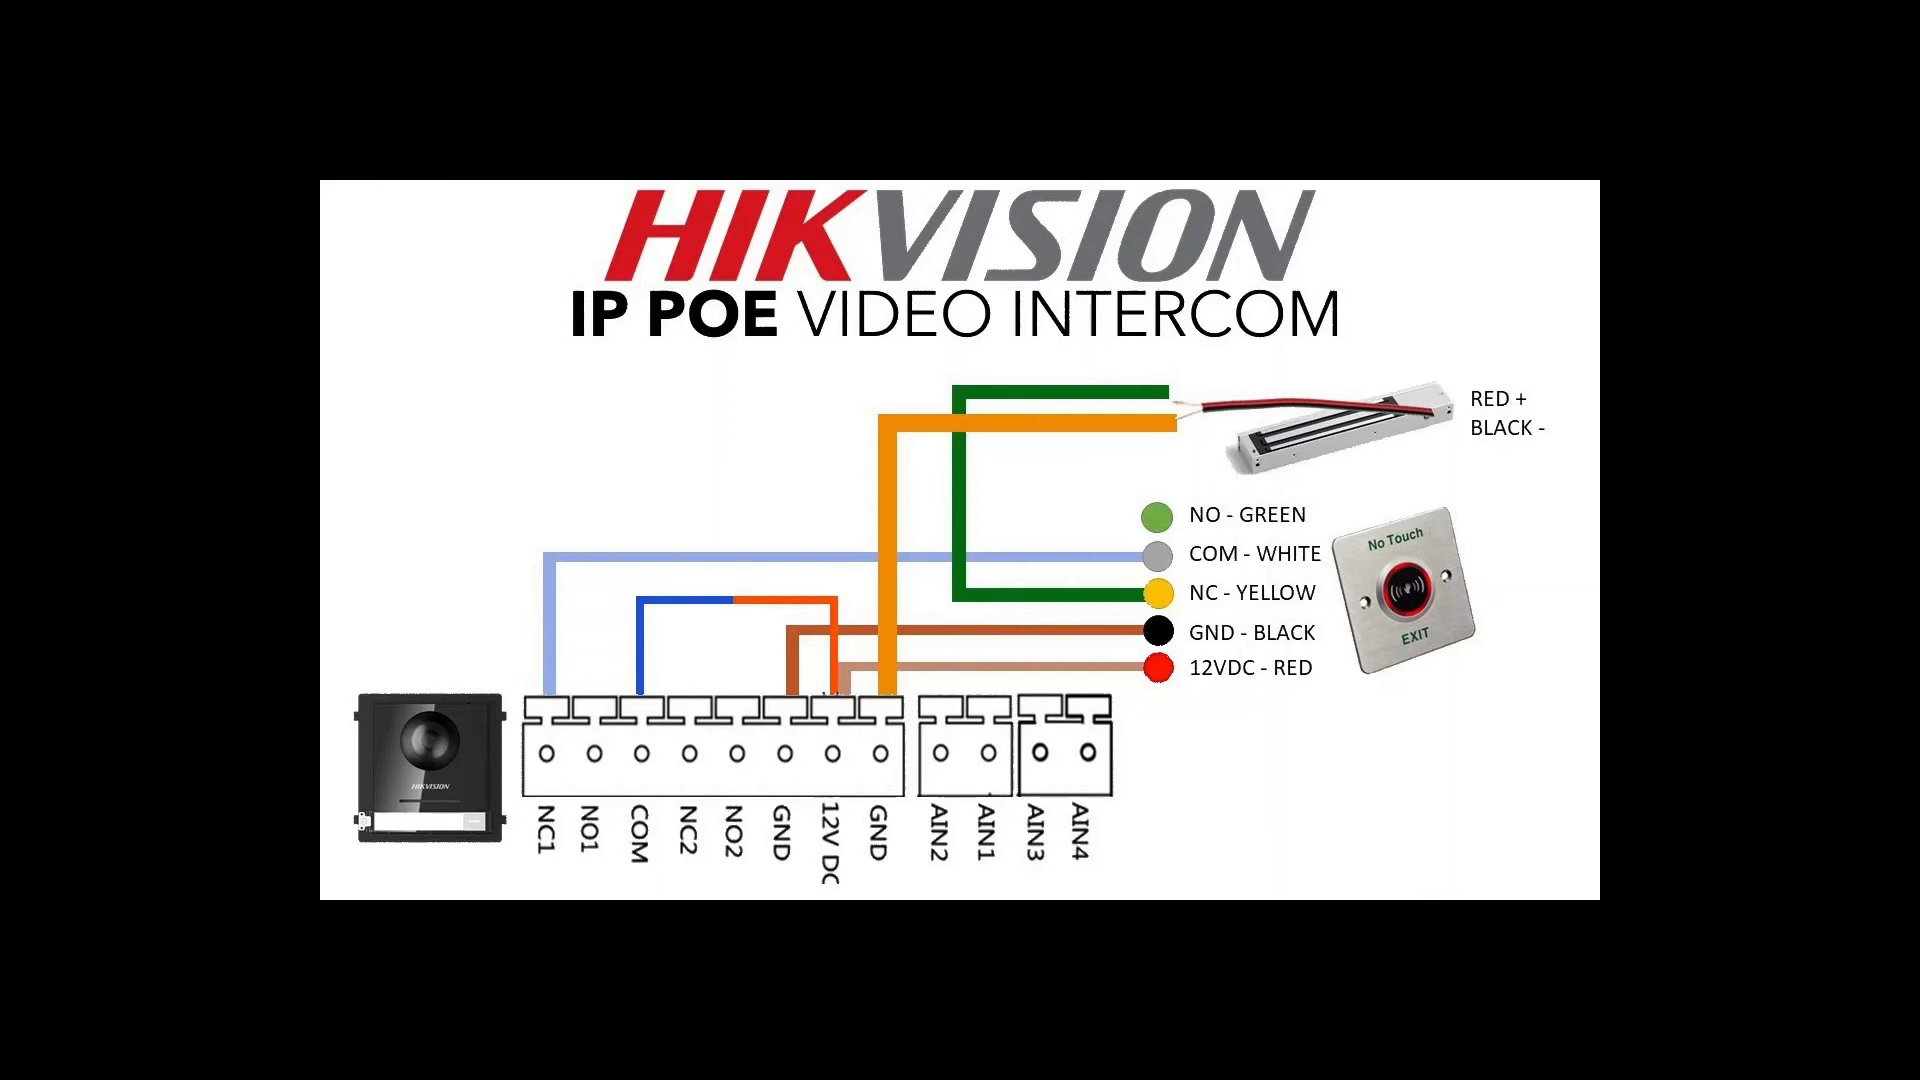 HIKVISION
IP POE VIDEO INTERCOM
RED +
BLACK -
NO - GREEN
COM - WHITE
NC - YELLOW
GND - BLACK
12VDC - RED
No Touch
EXIT
HIKVISION
NC1
NO1
COM
NC2
NO2
GND
12V DC
GND
AIN2
AIN1
AIN3
AIN4